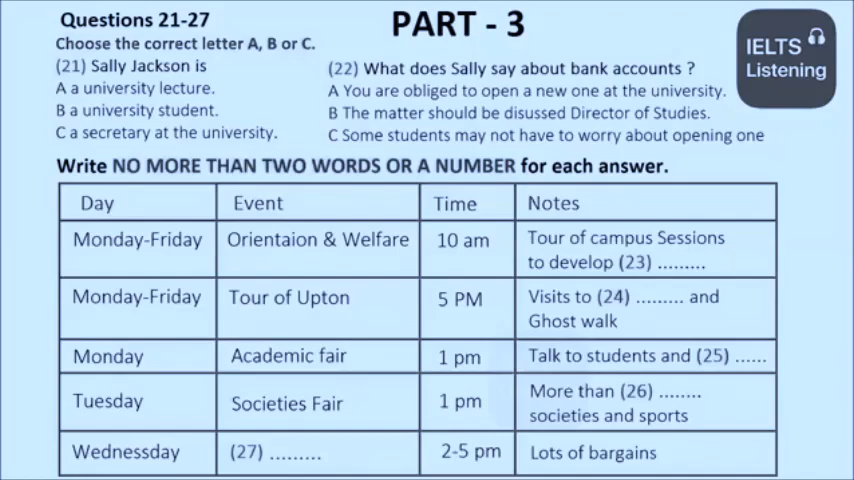 Questions 21-27
PART - 3
IELTS
Listening
Choose the correct letter A, B or C.
(21) Sally Jackson is
A a university lecture.
B a university student.
C a secretary at the university.
(22) What does Sally say about bank accounts ?
A You are obliged to open a new one at the university.
B The matter should be disussed Director of Studies.
C Some students may not have to worry about opening one
Write NO MORE THAN TWO WORDS OR A NUMBER for each answer.
Day Event Time Notes
Monday-Friday Orientaion & Welfare 10 am Tour of campus Sessions
to develop (23) .........
Monday-Friday Tour of Upton 5 PM Visits to (24) ......... and
Ghost walk
Monday Academic fair 1 pm Talk to students and (25) ......
Tuesday Societies Fair 1 pm More than (26) ........
societies and sports
Wednessday (27) ......... 2-5 pm Lots of bargains